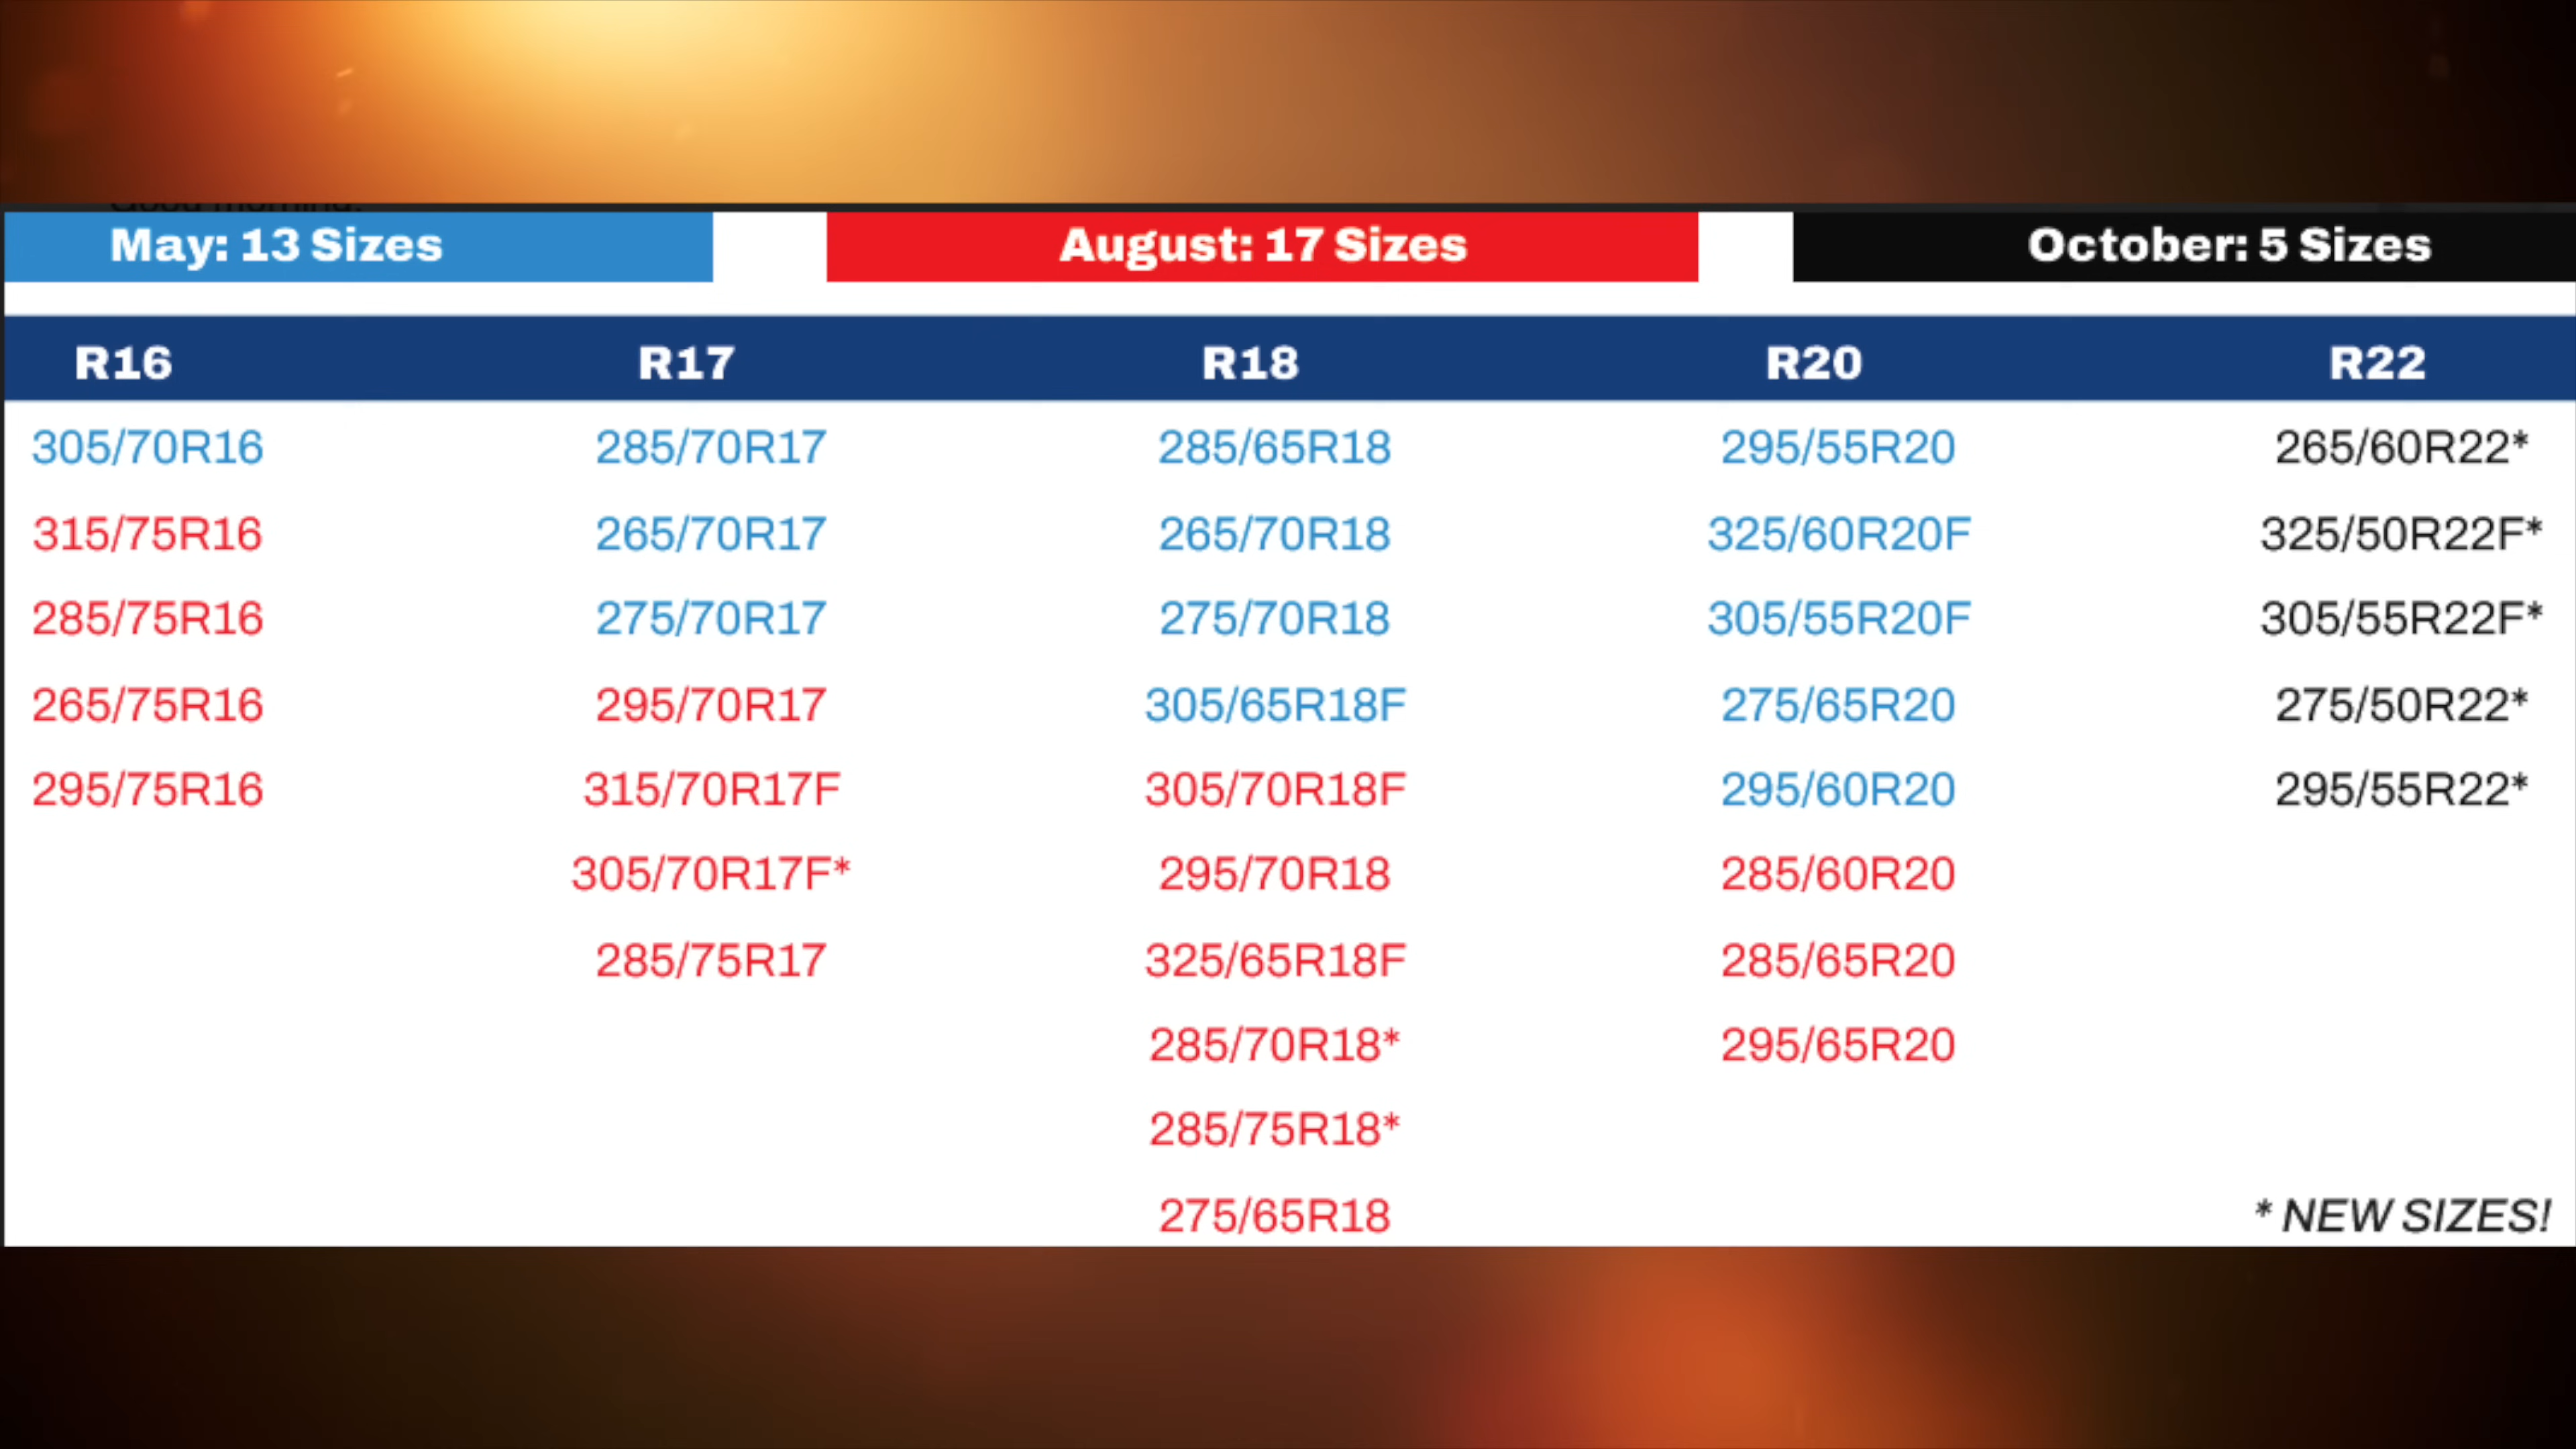 May: 13 Sizes August: 17 Sizes October: 5 Sizes
R16 R17 R18 R20 R22
305/70R16 285/70R17 285/65R18 295/55R20 265/60R22*
315/75R16 265/70R17 265/70R18 325/60R20F 325/50R22F*
285/75R16 275/70R17 275/70R18 305/55R20F 305/55R22F*
265/75R16 295/70R17 305/65R18F 275/65R20 275/50R22*
295/75R16 315/70R17F 305/70R18F 295/60R20 295/55R22*
305/70R17F* 295/70R18 285/60R20
285/75R17 325/65R18F 285/65R20
285/70R18* 295/65R20
285/75R18*
275/65R18 * NEW SIZES!